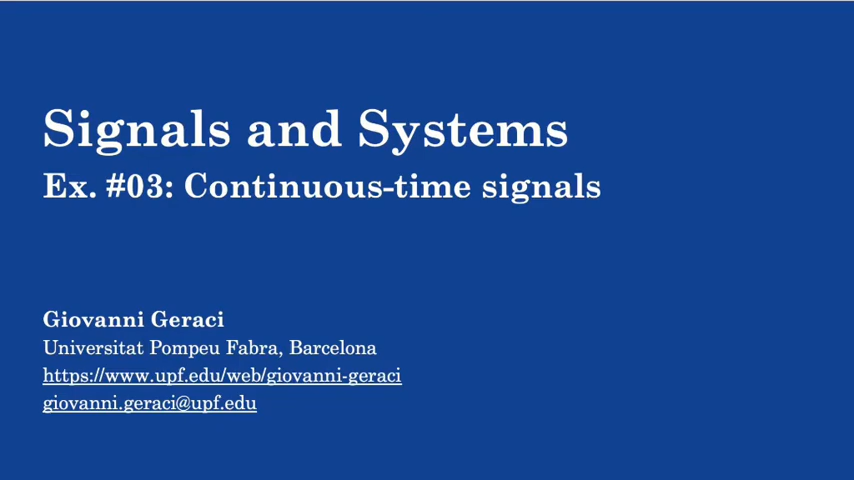 Signals and Systems
Ex. #03: Continuous-time signals
Giovanni Geraci
Universitat Pompeu Fabra, Barcelona
https://www.upf.edu/web/giovanni-geraci
giovanni.geraci@upf.edu